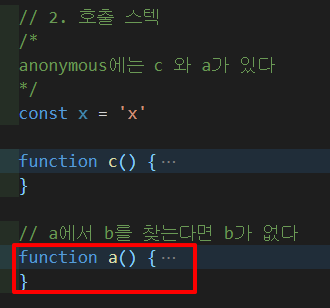 // 2. 호출 스텍
/*
anonymous에는 c 와 a가 있다
*/
const x = 'x'
function c() {…
}
// a에서 b를 찾는다면 b가 없다
function a() {…
}